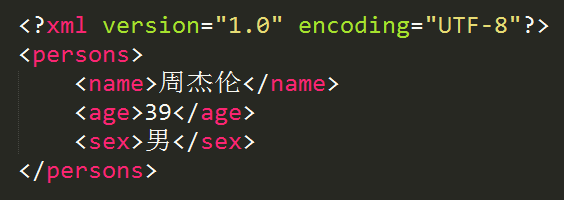 <?xml version="1.0" encoding="UTF-8"?>
<persons>
    <name>周杰伦</name>
    <age>39</age>
    <sex>男</sex>
</persons>